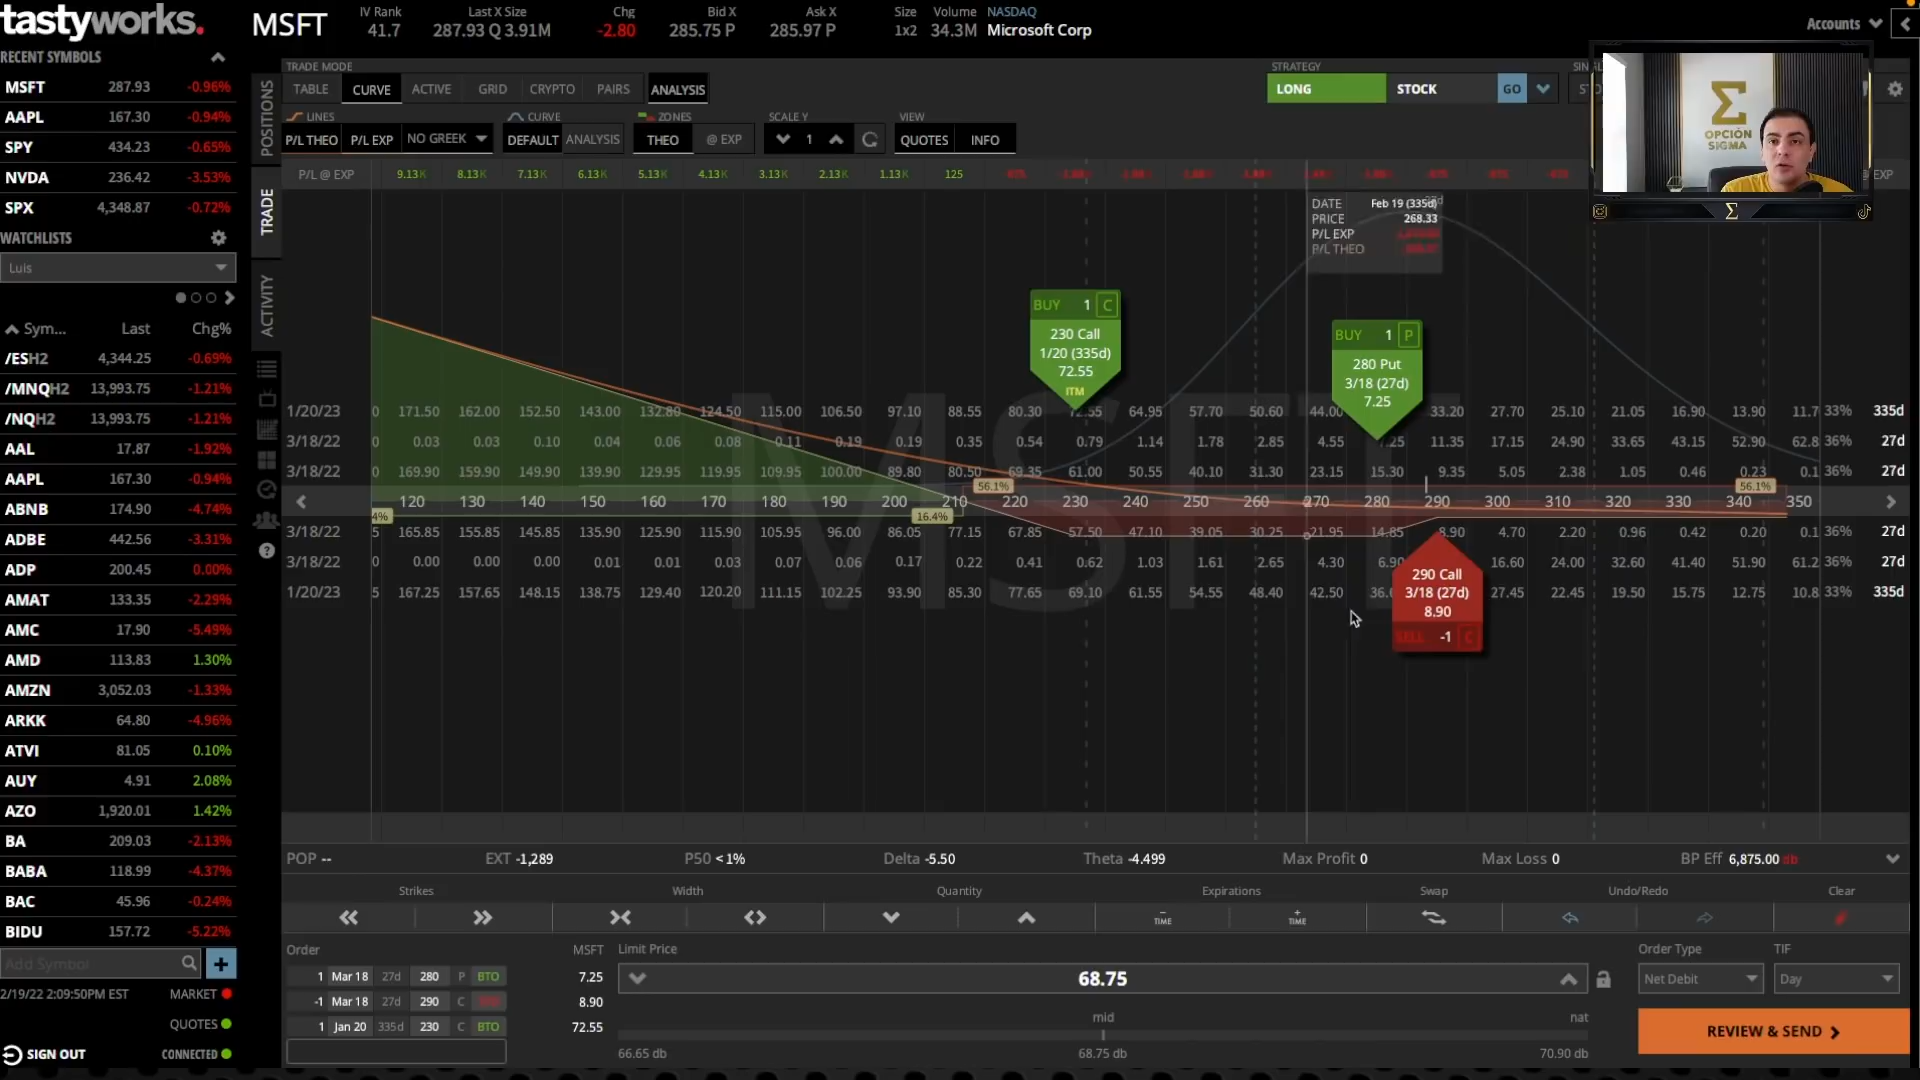 tastyworks.
MSFT
IV Rank
41.7
Last X Size
287.93 Q 3.91M
Chg
-2.80
Bid X
285.75 P
Ask X
285.97 P
Size
1x2
Volume
34.3M
NASDAQ
Microsoft Corp
Accounts
RECENT SYMBOLS
MSFT 287.93 -0.96%
AAPL 167.30 -0.94%
SPY 434.23 -0.65%
NVDA 236.42 -3.53%
SPX 4,348.87 -0.72%
WATCHLISTS
Luis
Sym... Last Chg%
/ESH2 4,344.25 -0.69%
/MNQH2 13,993.75 -1.21%
/NQH2 13,993.75 -1.21%
AAL 17.87 -1.92%
AAPL 167.30 -0.94%
ABNB 174.90 -4.74%
ADBE 442.56 -3.31%
ADP 200.45 0.00%
AMAT 133.35 -2.29%
AMC 17.90 -5.49%
AMD 113.83 1.30%
AMZN 3,052.03 -1.33%
ARKK 64.80 -4.96%
ATVI 81.05 0.10%
AUY 4.91 2.08%
AZO 1,920.01 1.42%
BA 209.03 -2.13%
BABA 118.99 -4.37%
BAC 45.96 -0.24%
BIDU 157.72 -5.22%
Add Symbol
2/19/22 2:09:50PM EST MARKET
QUOTES
SIGN OUT CONNECTED
POSITIONS
TRADE
ACTIVITY
TRADE MODE
TABLE CURVE ACTIVE GRID CRYPTO PAIRS ANALYSIS
STRATEGY
LONG STOCK GO
LINES CURVE ZONES SCALE Y VIEW
P/L THEO P/L EXP NO GREEK DEFAULT ANALYSIS THEO @ EXP 1 QUOTES INFO
OPCIÓN
SIGMA
P/L @ EXP 9.13K 8.13K 7.13K 6.13K 5.13K 4.13K 3.13K 2.13K 1.13K 125
DATE Feb 19 (335d)
PRICE 268.33
P/L EXP
P/L THEO
BUY 1 C
230 Call
1/20 (335d)
72.55
ITM
BUY 1 P
280 Put
3/18 (27d)
7.25
MSFT
1/20/23 0 171.50 162.00 152.50 143.00 132.80 124.50 115.00 106.50 97.10 88.55 80.30 72.55 64.95 57.70 50.60 44.00 33.20 27.70 25.10 21.05 16.90 13.90 11.7 33% 335d
3/18/22 0 0.03 0.03 0.10 0.04 0.06 0.08 0.11 0.19 0.19 0.35 0.54 0.79 1.14 1.78 2.85 4.55 7.25 11.35 17.15 24.90 33.65 43.15 52.90 62.8 36% 27d
3/18/22 0 169.90 159.90 149.90 139.90 129.95 119.95 109.95 100.00 89.80 80.50 69.35 61.00 50.55 40.10 31.30 23.15 15.30 9.35 5.05 2.38 1.05 0.46 0.23 0.1 36% 27d
56.1% 56.1%
120 130 140 150 160 170 180 190 200 210 220 230 240 250 260 270 280 290 300 310 320 330 340 350
4% 16.4%
3/18/22 5 165.85 155.85 145.85 135.90 125.90 115.90 105.95 96.00 86.05 77.15 67.85 57.50 47.10 39.05 30.25 21.95 14.85 8.90 4.70 2.20 0.96 0.42 0.20 0.1 36% 27d
3/18/22 0 0.00 0.00 0.00 0.01 0.01 0.03 0.07 0.06 0.17 0.22 0.41 0.62 1.03 1.61 2.65 4.30 6.90 16.60 24.00 32.60 41.40 51.90 61.2 36% 27d
1/20/23 5 167.25 157.65 148.15 138.75 129.40 120.20 111.15 102.25 93.90 85.30 77.65 69.10 61.55 54.55 48.40 42.50 36.0 27.45 22.45 19.50 15.75 12.75 10.8 33% 335d
290 Call
3/18 (27d)
8.90
SELL -1 C
POP -- EXT -1,289 P50 <1% Delta -5.50 Theta -4.499 Max Profit 0 Max Loss 0 BP Eff 6,875.00 db
Strikes Width Quantity Expirations Swap Undo/Redo Clear
TIME TIME
Order MSFT Limit Price Order Type TIF
1 Mar 18 27d 280 P BTO 7.25
-1 Mar 18 27d 290 C 8.90
1 Jan 20 335d 230 C BTO 72.55
68.75
Net Debit Day
mid nat
66.65 db 68.75 db 70.90 db
REVIEW & SEND